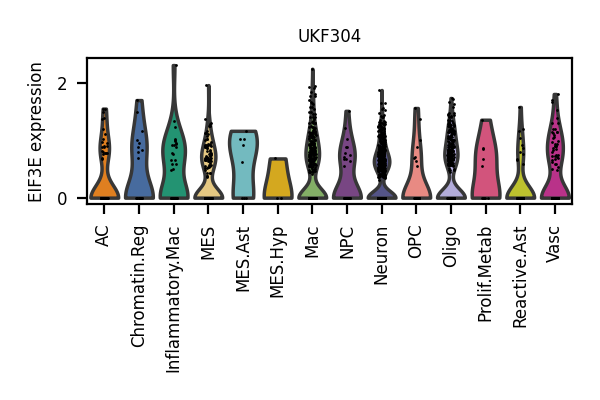 UKF304
EIF3E expression
2
0
AC
Chromatin.Reg
Inflammatory.Mac
MES
MES.Ast
MES.Hyp
Mac
NPC
Neuron
OPC
Oligo
Prolif.Metab
Reactive.Ast
Vasc